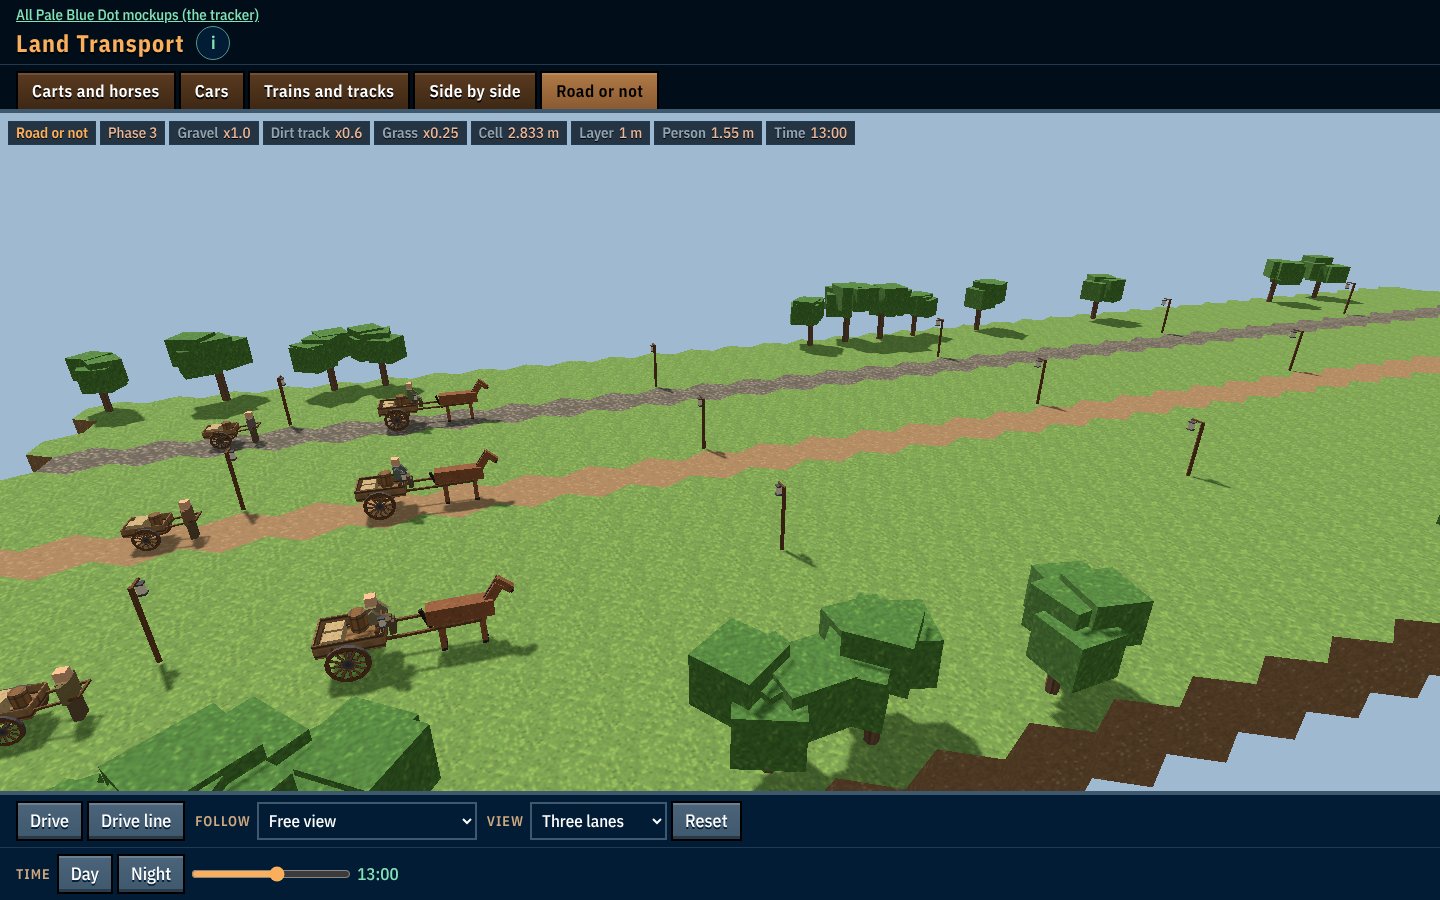 All Pale Blue Dot mockups (the tracker)
Land Transport i
Carts and horses Cars Trains and tracks Side by side Road or not
Road or not Phase 3 Gravel x1.0 Dirt track x0.6 Grass x0.25 Cell 2.833 m Layer 1 m Person 1.55 m Time 13:00
Drive Drive line FOLLOW Free view VIEW Three lanes Reset
TIME Day Night 13:00